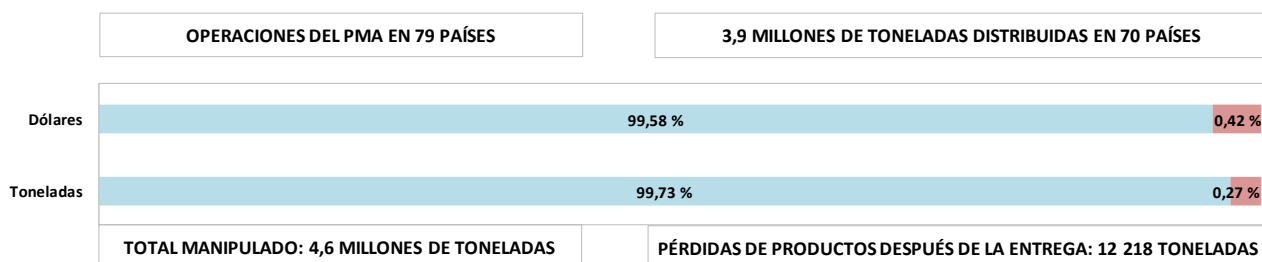 OPERACIONES DEL PMA EN 79 PAÍSES
3,9 MILLONES DE TONELADAS DISTRIBUIDAS EN 70 PAÍSES
Dólares
99,58 %
0,42 %
Toneladas
99,73 %
0,27 %
TOTAL MANIPULADO: 4,6 MILLONES DE TONELADAS
PÉRDIDAS DE PRODUCTOS DESPUÉS DE LA ENTREGA: 12 218 TONELADAS